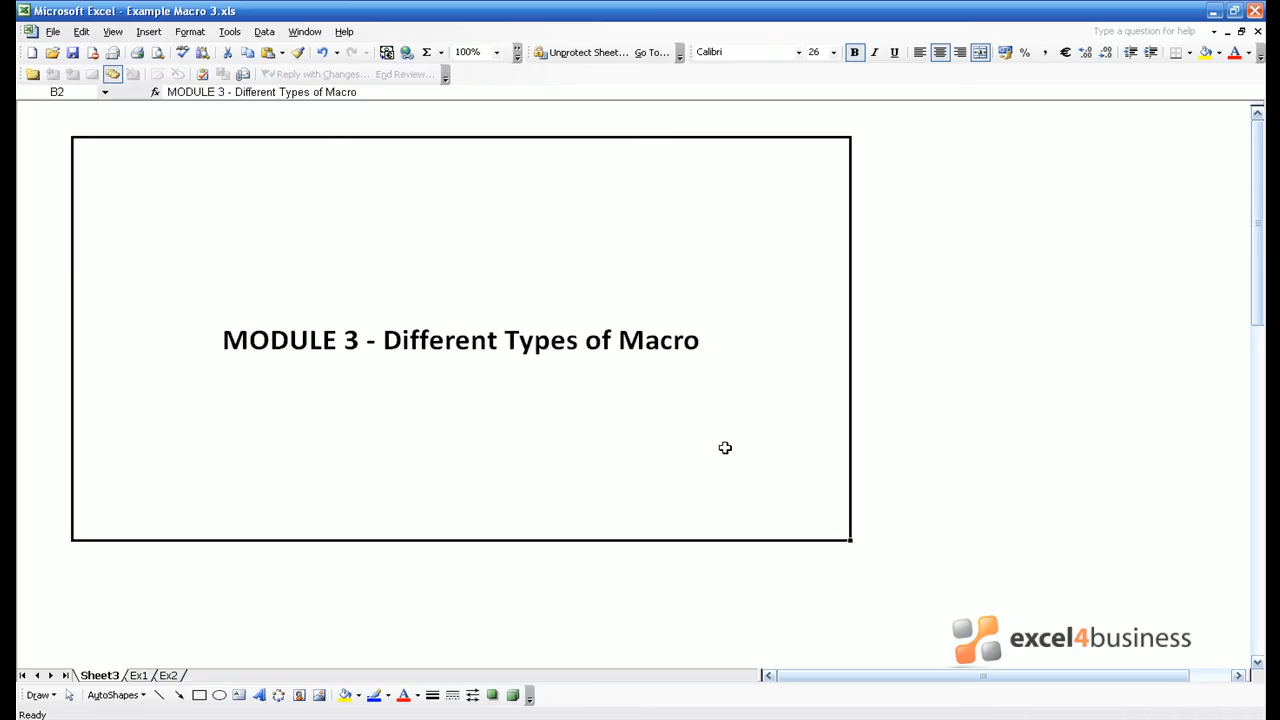 Microsoft Excel - Example Macro 3.xls
File Edit View Insert Format Tools Data Window Help
Type a question for help
100% Unprotect Sheet... Go To... Calibri 26 B I U
Reply with Changes... End Review...
B2 fx MODULE 3 - Different Types of Macro
MODULE 3 - Different Types of Macro
excel4business
Sheet3 Ex1 Ex2
Draw AutoShapes
Ready